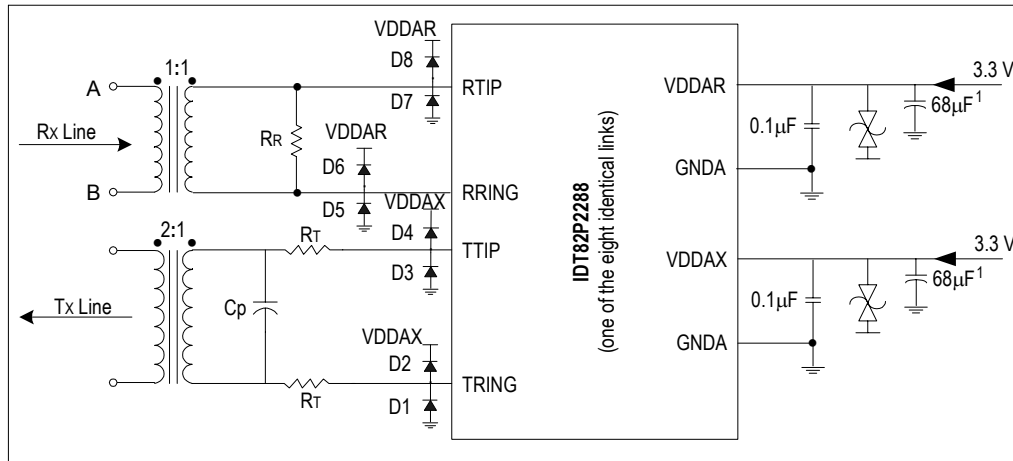 VDDAR
D8
D7
1:1
A
B
Rx Line
RR
VDDAR
D6
D5
RTIP
RRING
VDDAX
D4
D3
2:1
RT
TTIP
Tx Line
Cp
VDDAX
D2
D1
RT
TRING
IDT82P2288
(one of the eight identical links)
VDDAR
3.3 V
0.1μF
68μF1
GNDA
VDDAX
3.3 V
0.1μF
68μF1
GNDA